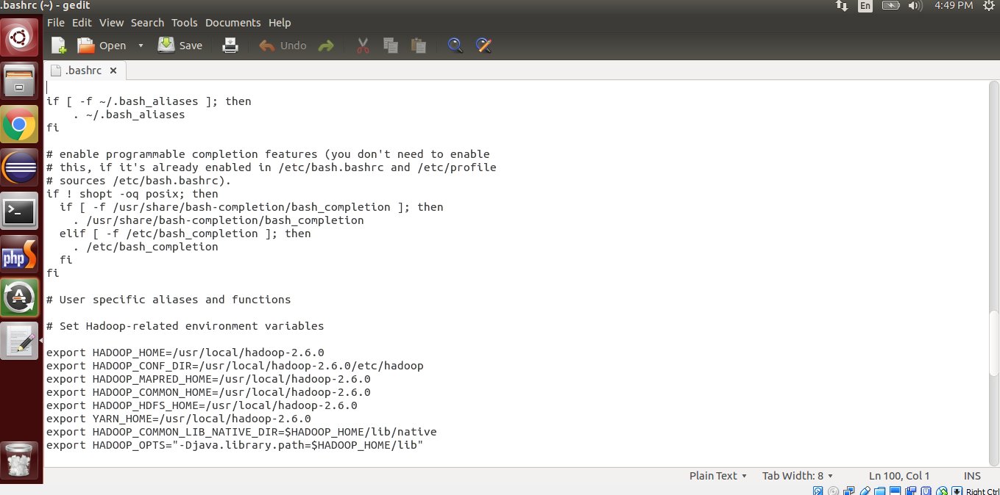 .bashrc (~) - gedit
En
4:49 PM
File Edit View Search Tools Documents Help
Open
Save
Undo
.bashrc
if [ -f ~/.bash_aliases ]; then
    . ~/.bash_aliases
fi
# enable programmable completion features (you don't need to enable
# this, if it's already enabled in /etc/bash.bashrc and /etc/profile
# sources /etc/bash.bashrc).
if ! shopt -oq posix; then
  if [ -f /usr/share/bash-completion/bash_completion ]; then
    . /usr/share/bash-completion/bash_completion
  elif [ -f /etc/bash_completion ]; then
    . /etc/bash_completion
  fi
fi
# User specific aliases and functions
# Set Hadoop-related environment variables
export HADOOP_HOME=/usr/local/hadoop-2.6.0
export HADOOP_CONF_DIR=/usr/local/hadoop-2.6.0/etc/hadoop
export HADOOP_MAPRED_HOME=/usr/local/hadoop-2.6.0
export HADOOP_COMMON_HOME=/usr/local/hadoop-2.6.0
export HADOOP_HDFS_HOME=/usr/local/hadoop-2.6.0
export YARN_HOME=/usr/local/hadoop-2.6.0
export HADOOP_COMMON_LIB_NATIVE_DIR=$HADOOP_HOME/lib/native
export HADOOP_OPTS="-Djava.library.path=$HADOOP_HOME/lib"
php
Plain Text
Tab Width: 8
Ln 100, Col 1
INS
Right Ctrl